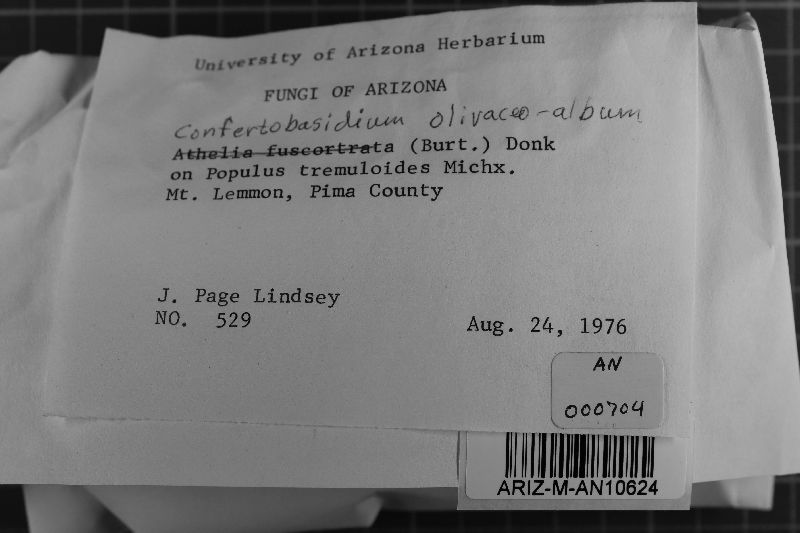 University of Arizona Herbarium
FUNGI OF ARIZONA
Confertobasidium olivaceo-album
Athelia fuscortrata (Burt.) Donk
on Populus tremuloides Michx.
Mt. Lemmon, Pima County
J. Page Lindsey
NO. 529
Aug. 24, 1976
AN
000704
ARIZ-M-AN10624